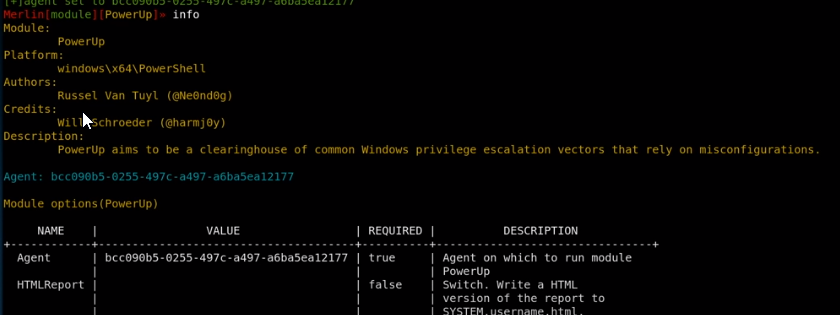 [+]agent set to bcc090b5-0255-497c-a497-a6ba5ea12177
Merlin[module][PowerUp]» info
Module:
PowerUp
Platform:
windows\x64\PowerShell
Authors:
Russel Van Tuyl (@Ne0nd0g)
Credits:
Will Schroeder (@harmj0y)
Description:
PowerUp aims to be a clearinghouse of common Windows privilege escalation vectors that rely on misconfigurations.
Agent: bcc090b5-0255-497c-a497-a6ba5ea12177
Module options(PowerUp)
NAME | VALUE | REQUIRED | DESCRIPTION
Agent | bcc090b5-0255-497c-a497-a6ba5ea12177 | true | Agent on which to run module
| | | PowerUp
HTMLReport | | false | Switch. Write a HTML
| | | version of the report to
| | | SYSTEM.username.html.